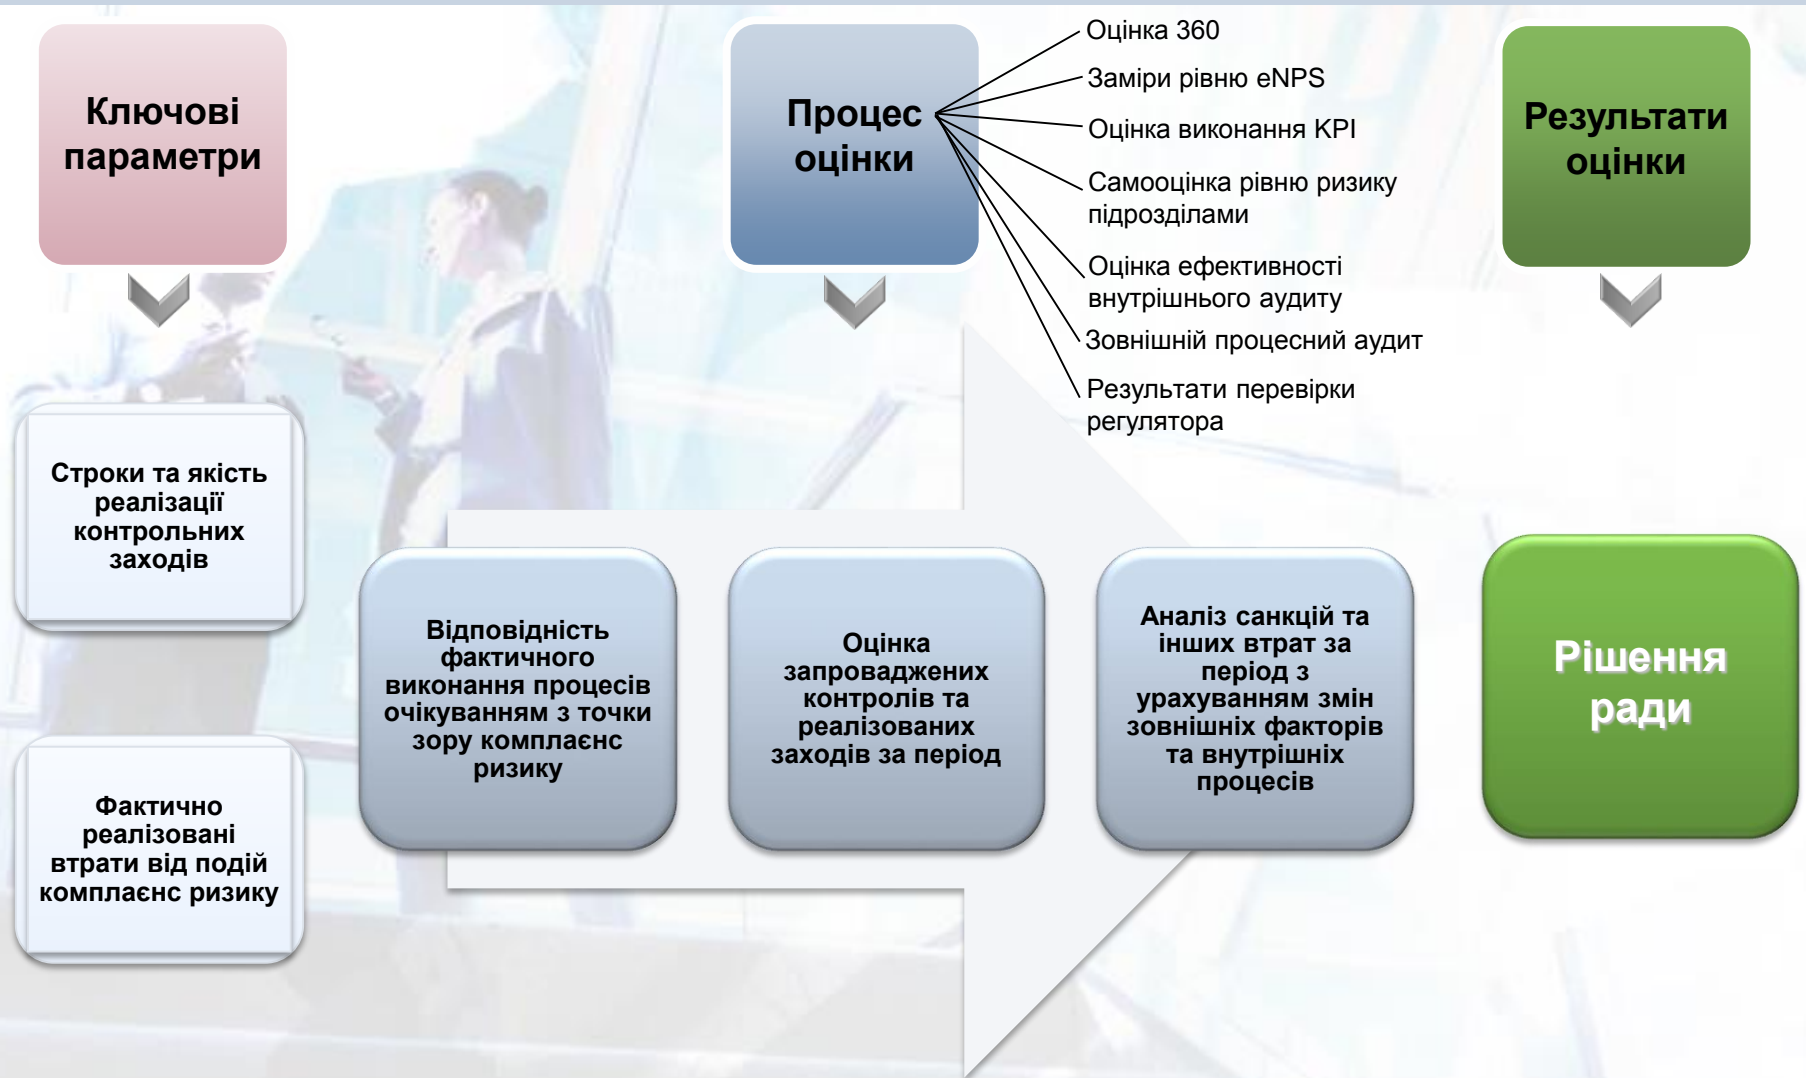 Ключові
параметри
Процес
оцінки
Оцінка 360
Заміри рівню eNPS
Оцінка виконання KPI
Самооцінка рівню ризику
підрозділами
Оцінка ефективності
внутрішнього аудиту
Зовнішній процесний аудит
Результати перевірки
регулятора
Результати
оцінки
Строки та якість
реалізації
контрольних
заходів
Фактично
реалізовані
втрати від подій
комплаєнс ризику
Відповідність
фактичного
виконання процесів
очікуванням з точки
зору комплаєнс
ризику
Оцінка
запроваджених
контролів та
реалізованих
заходів за період
Аналіз санкцій та
інших втрат за
період з
урахуванням змін
зовнішніх факторів
та внутрішніх
процесів
Рішення
ради